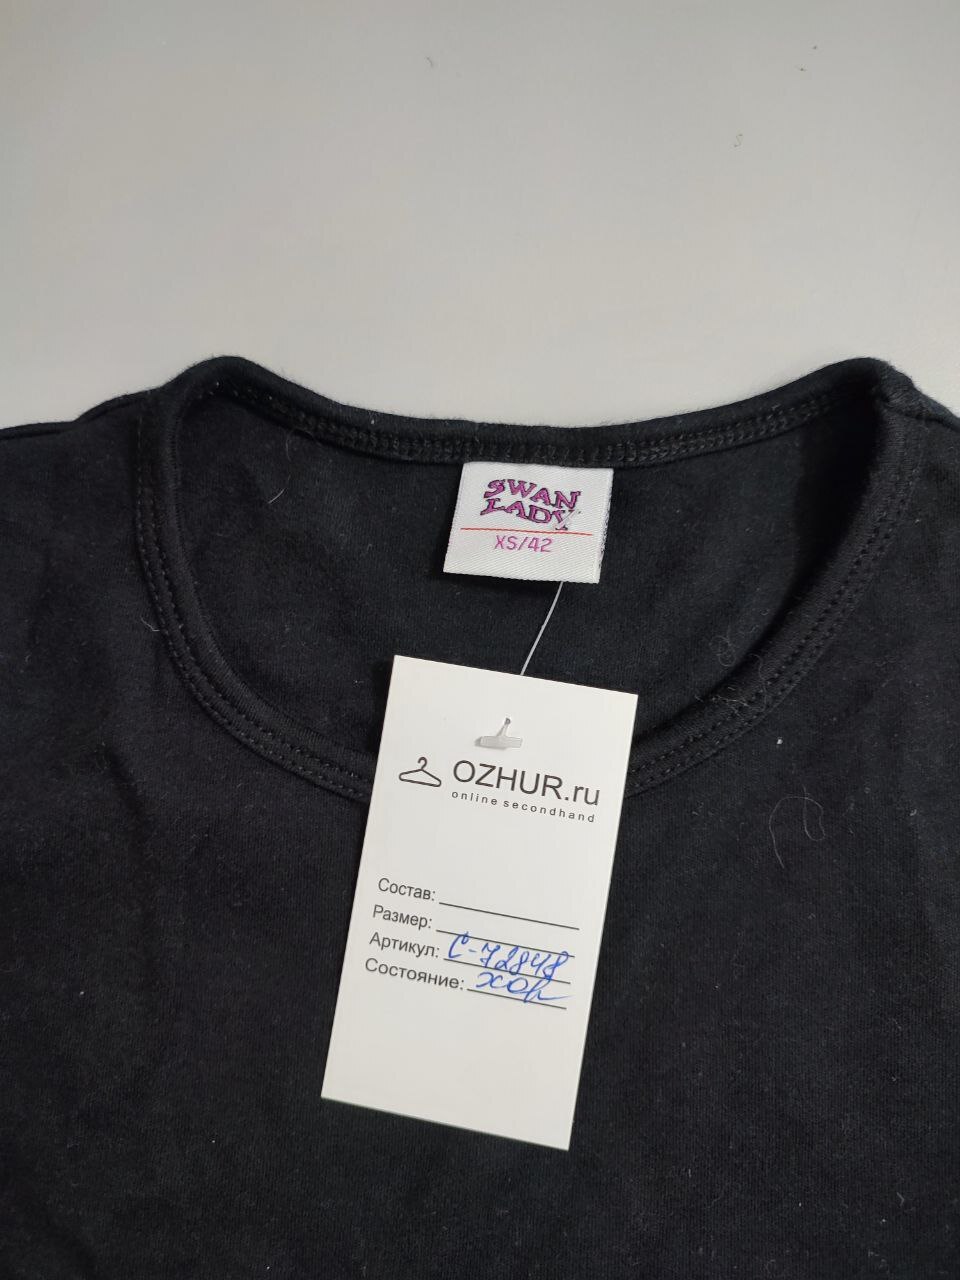 SWAN
LADY
XS/42
OZHUR.ru
online secondhand
Состав:
Размер:
Артикул: С-72848
Состояние: хор